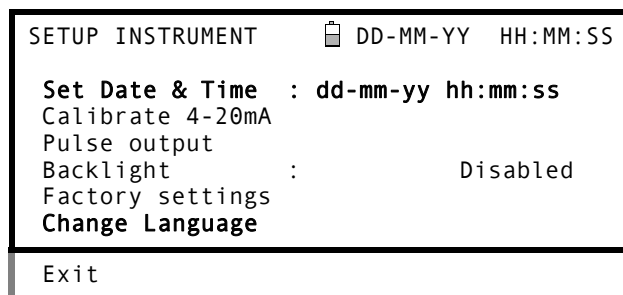 SETUP INSTRUMENT DD-MM-YY HH:MM:SS
Set Date & Time : dd-mm-yy hh:mm:ss
Calibrate 4-20mA
Pulse output
Backlight : Disabled
Factory settings
Change Language
Exit